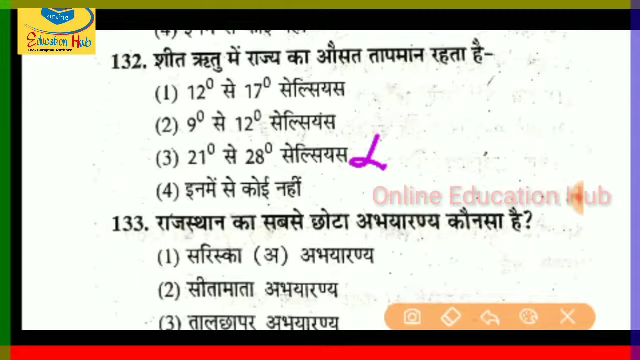 Online
Education Hub
132. शीत ऋतु में राज्य का औसत तापमान रहता है-
(1) 12⁰ से 17⁰ सेल्सियस
(2) 9⁰ से 12⁰ सेल्सियस
(3) 21⁰ से 28⁰ सेल्सियस
(4) इनमें से कोई नहीं
Online Education Hub
133. राजस्थान का सबसे छोटा अभयारण्य कौनसा है?
(1) सरिस्का (अ) अभयारण्य
(2) सीतामाता अभयारण्य
(3) तालछापर अभयारण्य